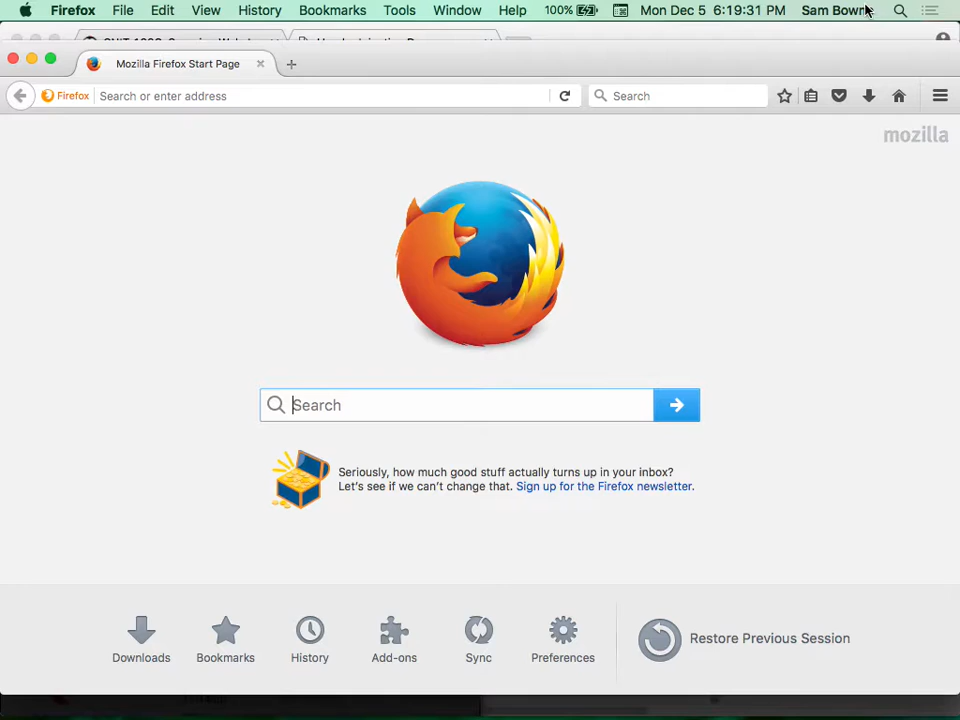 Firefox File Edit View History Bookmarks Tools Window Help 100% Mon Dec 5 6:19:31 PM Sam Bowne
Mozilla Firefox Start Page
Firefox Search or enter address Search
mozilla
Search
Seriously, how much good stuff actually turns up in your inbox?
Let's see if we can't change that. Sign up for the Firefox newsletter.
Downloads Bookmarks History Add-ons Sync Preferences Restore Previous Session